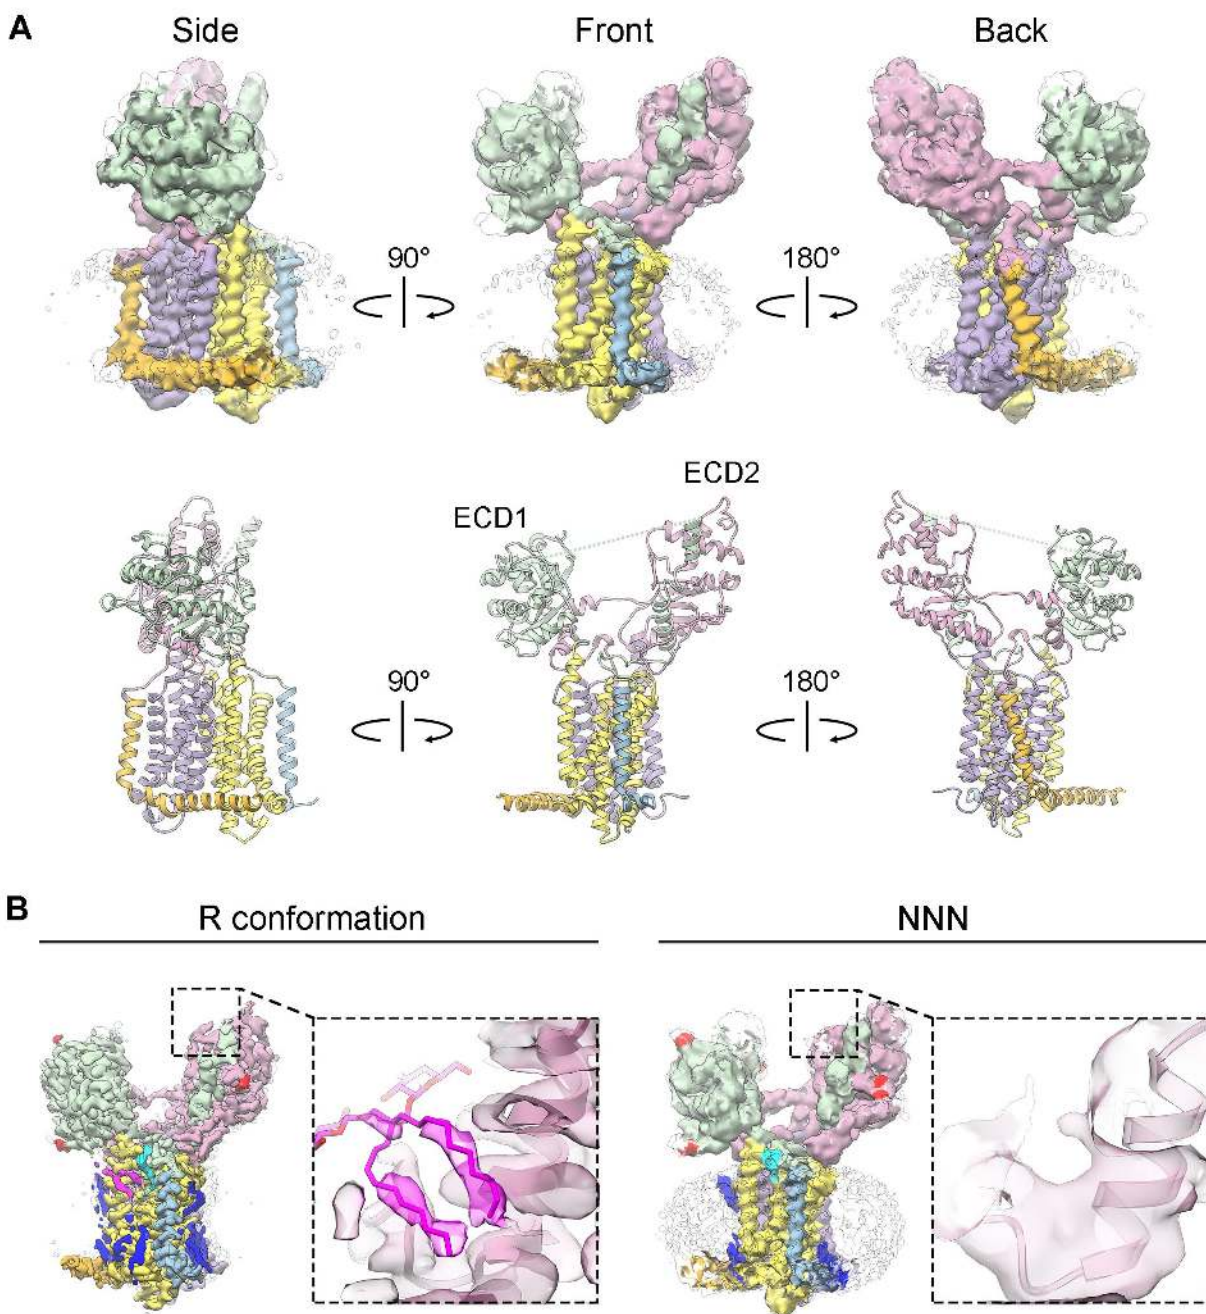 A
Side
Front
Back
90°
180°
ECD1
ECD2
90°
180°
B
R conformation
NNN